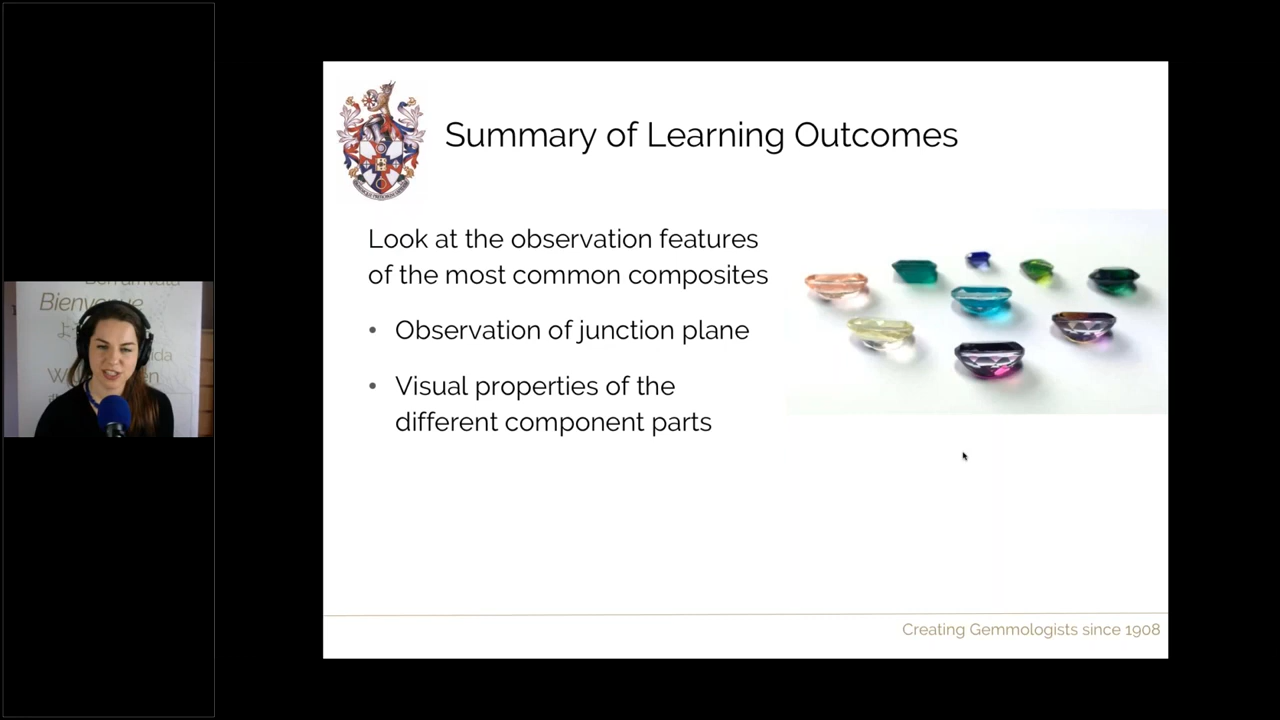 Summary of Learning Outcomes
Look at the observation features
of the most common composites
• Observation of junction plane
• Visual properties of the
different component parts
Creating Gemmologists since 1908
Bienvenue